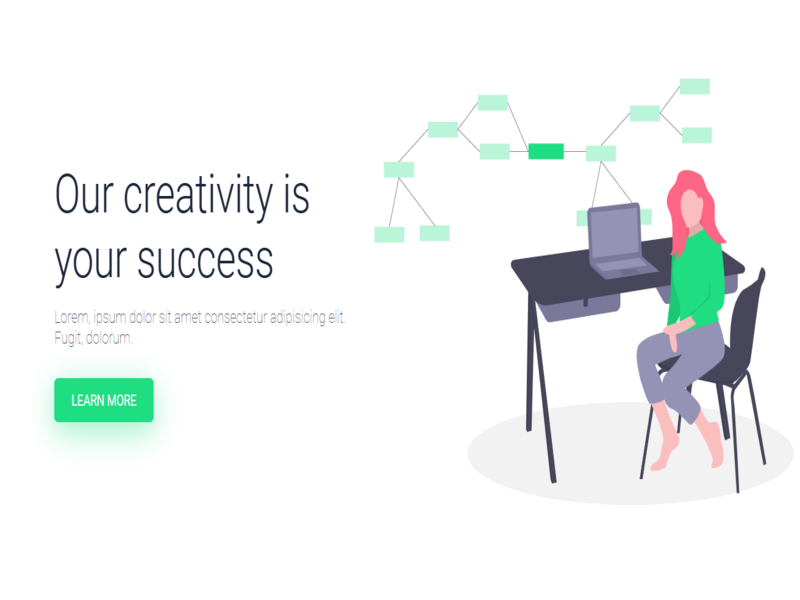 Our creativity is
your success
Lorem, ipsum dolor sit amet consectetur adipisicing elit.
Fugit, dolorum.
LEARN MORE